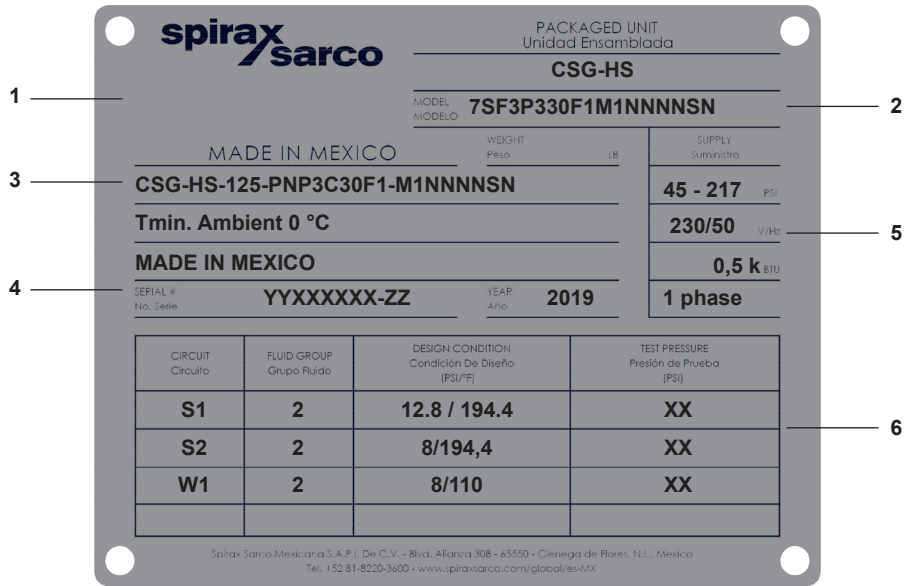 spirax
sarco
PACKAGED UNIT
Unidad Ensamblada
CSG-HS
1
MODEL
MODELO
7SF3P330F1M1NNNNSN
2
MADE IN MEXICO
WEIGHT
Peso
LB
SUPPLY
Suministro
3
CSG-HS-125-PNP3C30F1-M1NNNNSN
45 - 217 PSI
Tmin. Ambient 0 °C
230/50 V/Hz
5
MADE IN MEXICO
0,5 k BTU
4
SERIAL #
No. Serie
YYXXXXXX-ZZ
YEAR
Año
2019
1 phase
CIRCUIT
Circuito
FLUID GROUP
Grupo Fluido
DESIGN CONDITION
Condición De Diseño
(PSI/°F)
TEST PRESSURE
Presión de Prueba
(PSI)
S1 2 12.8 / 194.4 XX
6
S2 2 8/194,4 XX
W1 2 8/110 XX
Spirax Sarco Mexicana S.A.P.I. De C.V. - Blvd. Alianza 30B - 65550 - Cienega de Flores, N.L., Mexico
Tel. +52 81-8220-3600 - www.spiraxsarco.com/global/es-MX